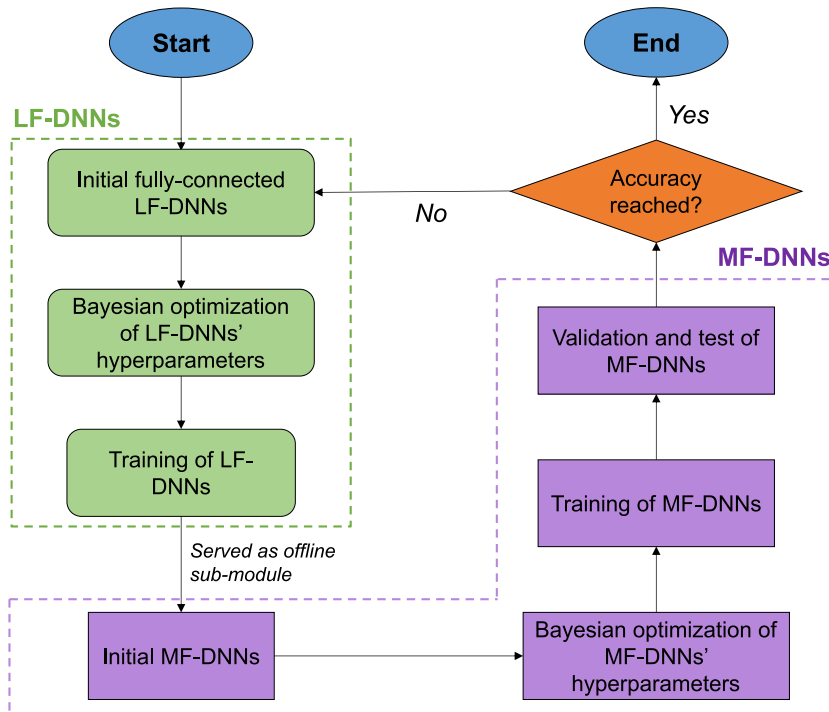 Start
End
LF-DNNs
Yes
Initial fully-connected
LF-DNNs
No
Accuracy
reached?
MF-DNNs
Bayesian optimization
of LF-DNNs’
hyperparameters
Validation and test of
MF-DNNs
Training of LF-
DNNs
Training of MF-DNNs
Served as offline
sub-module
Initial MF-DNNs
Bayesian optimization of
MF-DNNs’
hyperparameters